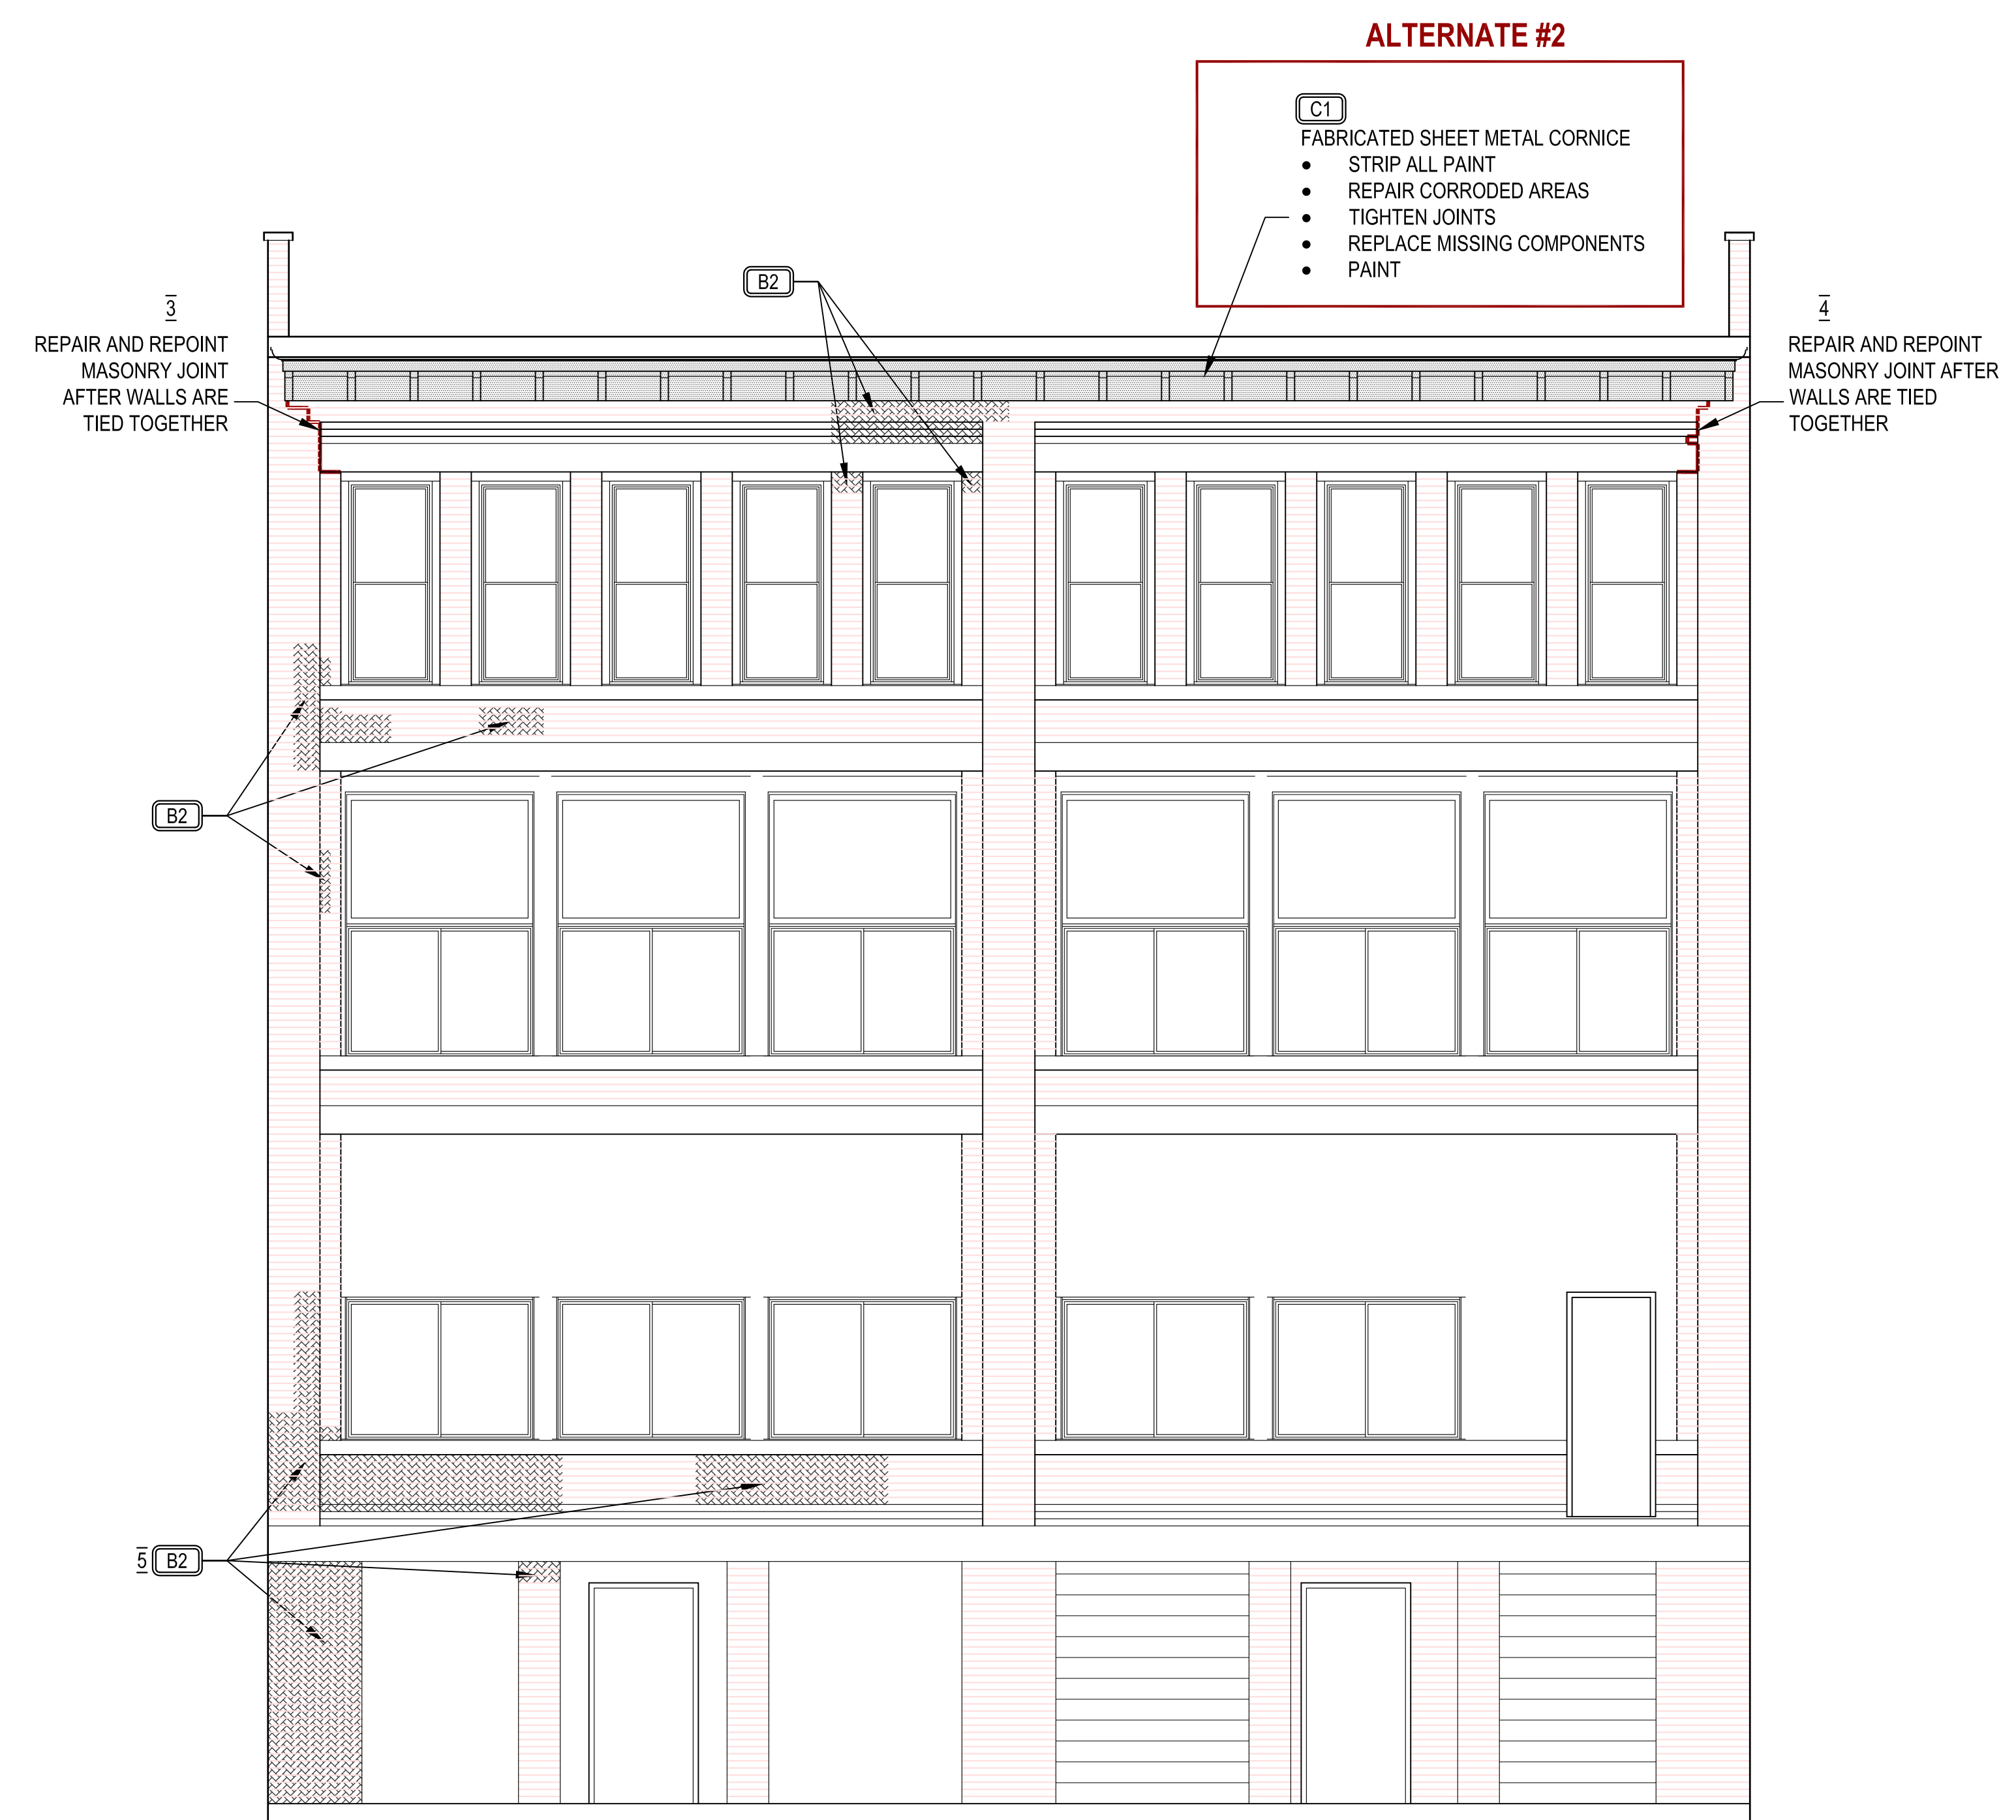 ALTERNATE #2
C1
FABRICATED SHEET METAL CORNICE
• STRIP ALL PAINT
• REPAIR CORRODED AREAS
• TIGHTEN JOINTS
• REPLACE MISSING COMPONENTS
• PAINT
B2
3
REPAIR AND REPOINT
MASONRY JOINT
AFTER WALLS ARE
TIED TOGETHER
4
REPAIR AND REPOINT
MASONRY JOINT AFTER
WALLS ARE TIED
TOGETHER
B2
5 B2